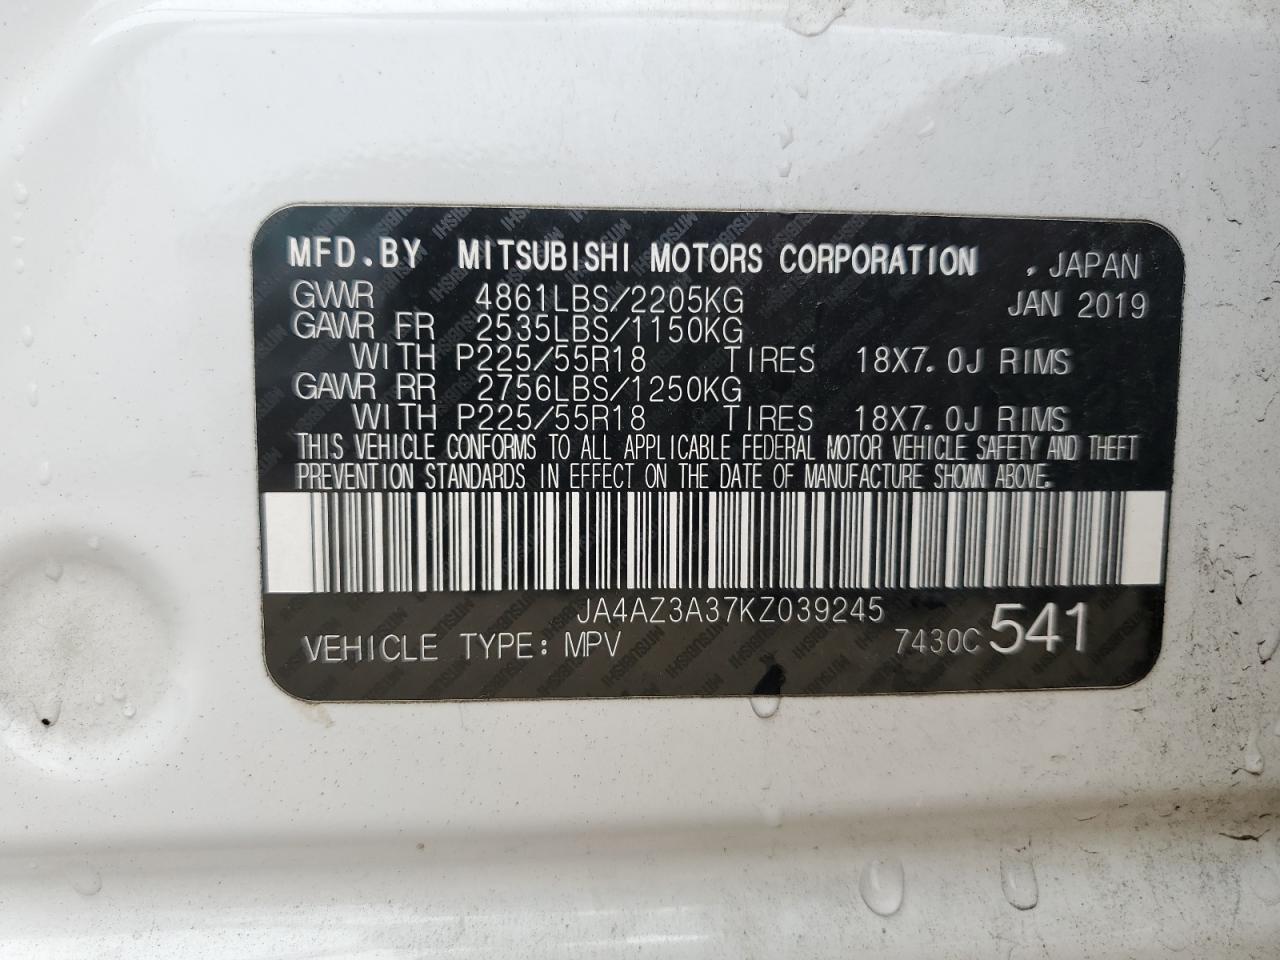 MFD.BY MITSUBISHI MOTORS CORPORATION , JAPAN
GVWR 4861LBS/2205KG JAN 2019
GAWR FR 2535LBS/1150KG
WITH P225/55R18 TIRES 18X7.0J RIMS
GAWR RR 2756LBS/1250KG
WITH P225/55R18 TIRES 18X7.0J RIMS
THIS VEHICLE CONFORMS TO ALL APPLICABLE FEDERAL MOTOR VEHICLE SAFETY AND THEFT
PREVENTION STANDARDS IN EFFECT ON THE DATE OF MANUFACTURE SHOWN ABOVE.
JA4AZ3A37KZ039245
VEHICLE TYPE: MPV 7430C 541